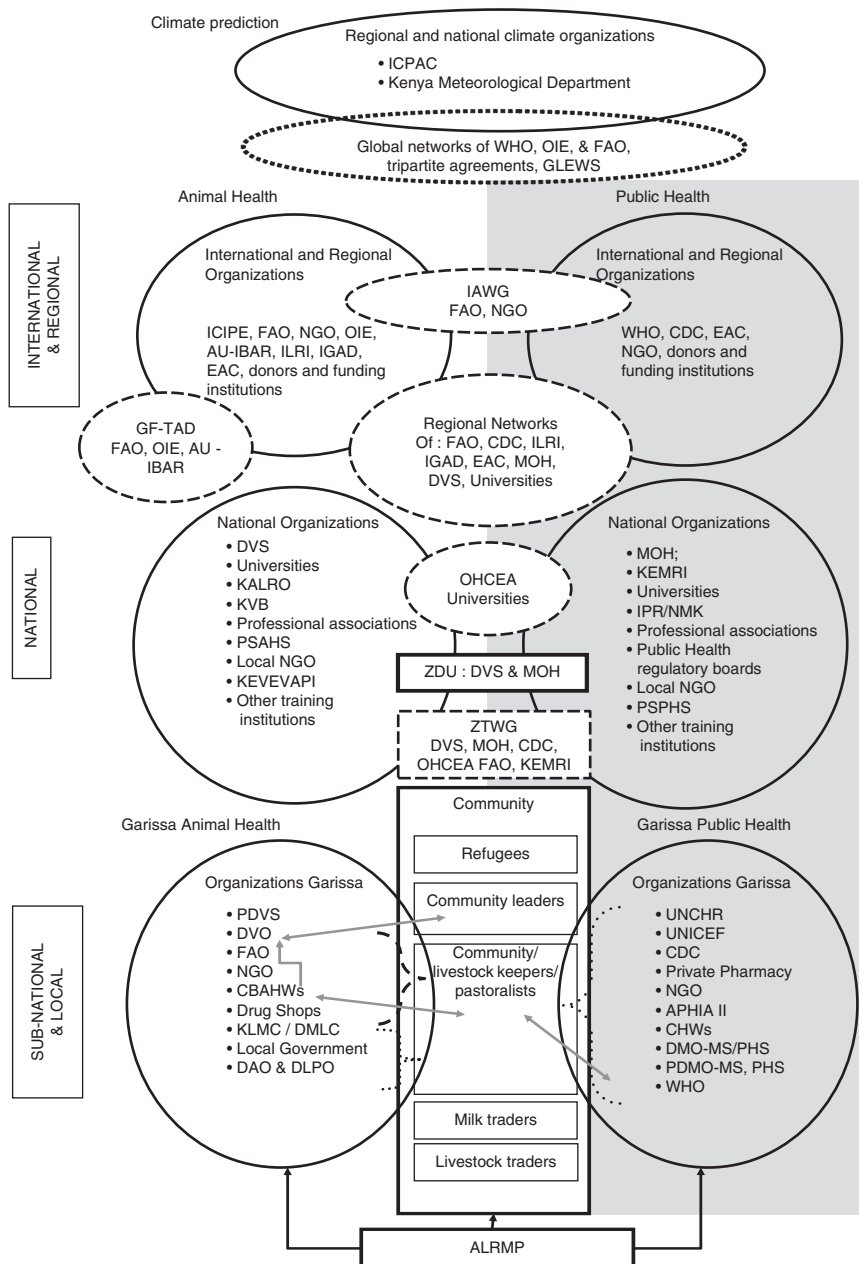 Climate prediction
Regional and national climate organizations
• ICPAC
• Kenya Meteorological Department
Global networks of WHO, OIE, & FAO,
tripartite agreements, GLEWS
Animal Health
Public Health
INTERNATIONAL
& REGIONAL
International and Regional
Organizations
ICIPE, FAO, NGO, OIE,
AU-IBAR, ILRI, IGAD,
EAC, donors and funding
institutions
IAWG
FAO, NGO
International and Regional
Organizations
WHO, CDC, EAC,
NGO, donors and
funding institutions
GF-TAD
FAO, OIE, AU -
IBAR
Regional Networks
Of : FAO, CDC, ILRI,
IGAD, EAC, MOH,
DVS, Universities
NATIONAL
National Organizations
• DVS
• Universities
• KALRO
• KVB
• Professional associations
• PSAHS
• Local NGO
• KEVEVAPI
• Other training
institutions
OHCEA
Universities
ZDU : DVS & MOH
ZTWG
DVS, MOH, CDC,
OHCEA FAO, KEMRI
National Organizations
• MOH;
• KEMRI
• Universities
• IPR/NMK
• Professional associations
• Public Health
regulatory boards
• Local NGO
• PSPHS
• Other training
institutions
SUB-NATIONAL
& LOCAL
Garissa Animal Health
Organizations Garissa
• PDVS
• DVO
• FAO
• NGO
• CBAHWs
• Drug Shops
• KLMC / DMLC
• Local Government
• DAO & DLPO
Community
Refugees
Community leaders
Community/
livestock keepers/
pastoralists
Milk traders
Livestock traders
Garissa Public Health
Organizations Garissa
• UNCHR
• UNICEF
• CDC
• Private Pharmacy
• NGO
• APHIA II
• CHWs
• DMO-MS/PHS
• PDMO-MS, PHS
• WHO
ALRMP